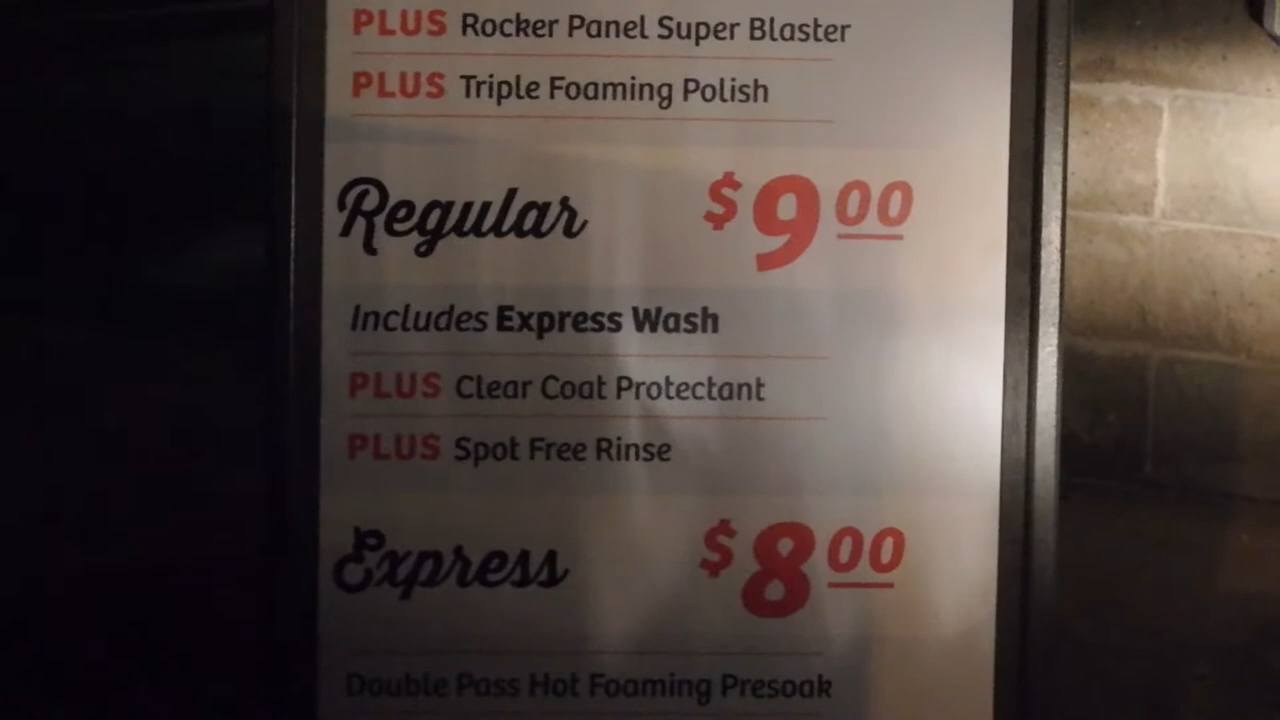 PLUS Rocker Panel Super Blaster
PLUS Triple Foaming Polish
Regular $9 00
Includes Express Wash
PLUS Clear Coat Protectant
PLUS Spot Free Rinse
Express $8 00
Double Pass Hot Foaming Presoak